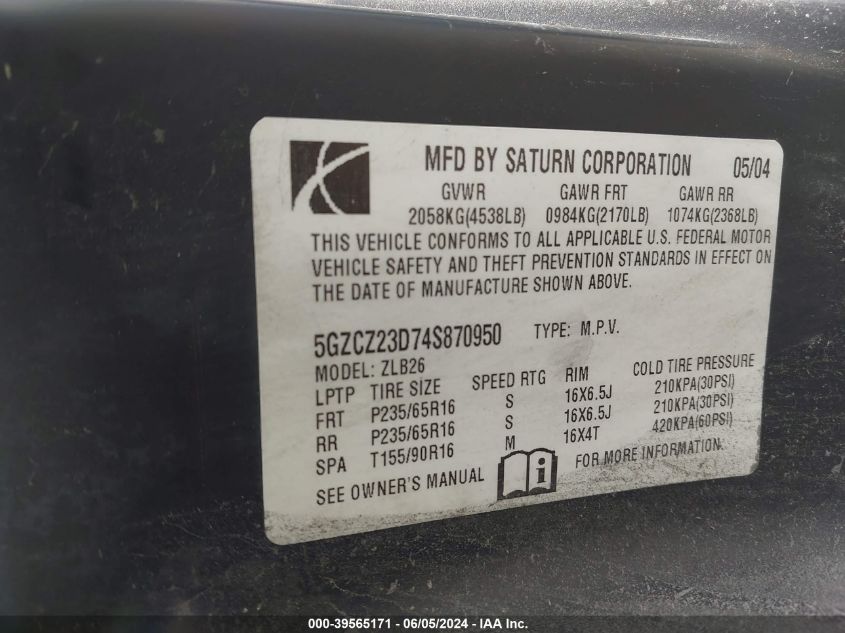 MFD BY SATURN CORPORATION 05/04
GVWR GAWR FRT GAWR RR
2058KG(4538LB) 0984KG(2170LB) 1074KG(2368LB)
THIS VEHICLE CONFORMS TO ALL APPLICABLE U.S. FEDERAL MOTOR
VEHICLE SAFETY AND THEFT PREVENTION STANDARDS IN EFFECT ON
THE DATE OF MANUFACTURE SHOWN ABOVE.
5GZCZ23D74S870950 TYPE: M.P.V.
MODEL: ZLB26
LPTP TIRE SIZE SPEED RTG RIM COLD TIRE PRESSURE
FRT P235/65R16 S 16X6.5J 210KPA(30PSI)
RR P235/65R16 S 16X6.5J 210KPA(30PSI)
SPA T155/90R16 M 16X4T 420KPA(60PSI)
SEE OWNER'S MANUAL i FOR MORE INFORMATION.
000-39565171 - 06/05/2024 - IAA Inc.